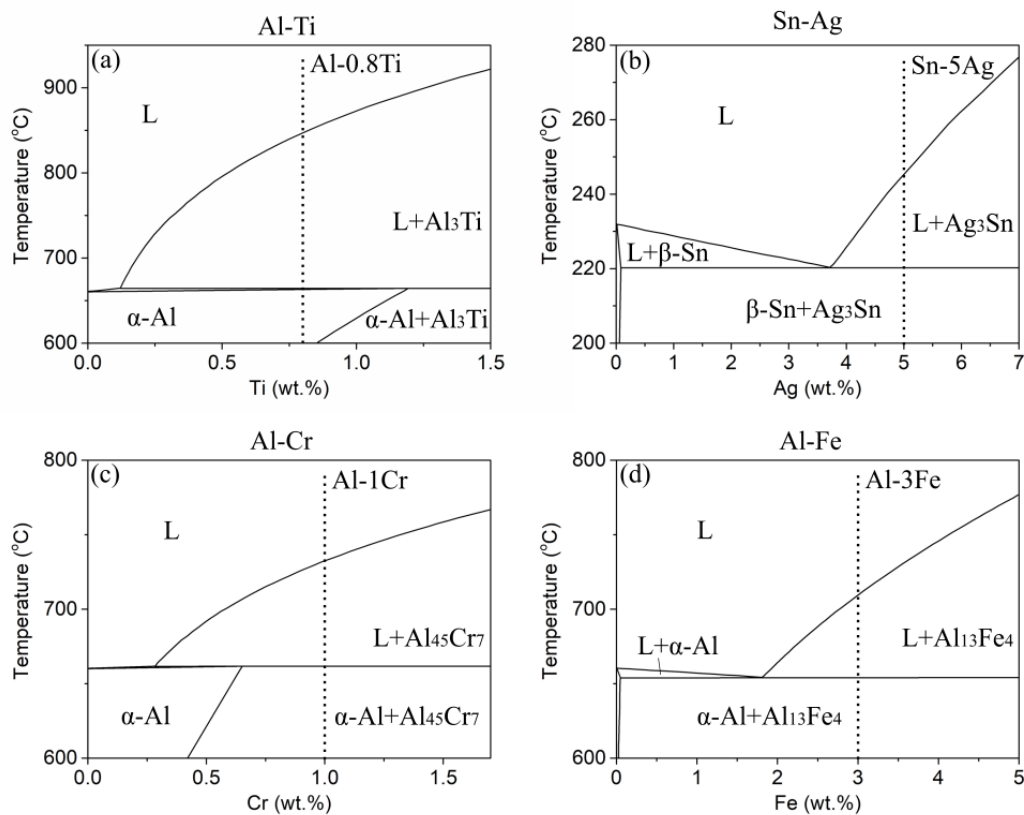 Al-Ti
(a)
Al-0.8Ti
L
L+Al3Ti
α-Al
α-Al+Al3Ti
900
800
700
600
0.0
0.5
1.0
1.5
Temperature (°C)
Ti (wt.%)
Sn-Ag
(b)
Sn-5Ag
L
L+Ag3Sn
L+β-Sn
β-Sn+Ag3Sn
280
260
240
220
200
0
1
2
3
4
5
6
7
Temperature (°C)
Ag (wt.%)
Al-Cr
(c)
Al-1Cr
L
L+Al45Cr7
α-Al
α-Al+Al45Cr7
800
700
600
0.0
0.5
1.0
1.5
Temperature (°C)
Cr (wt.%)
Al-Fe
(d)
Al-3Fe
L
L+α-Al
L+Al13Fe4
α-Al+Al13Fe4
800
700
600
0
1
2
3
4
5
Temperature (°C)
Fe (wt.%)